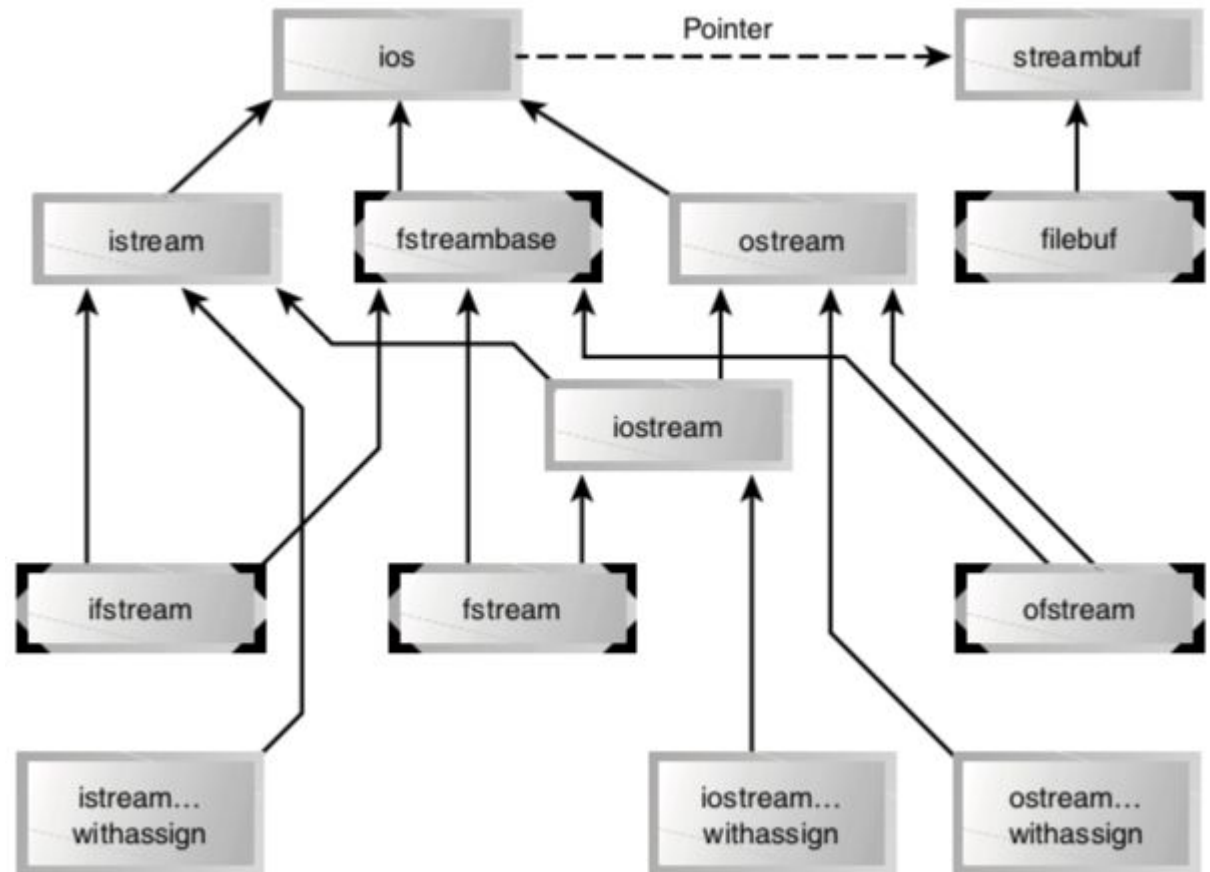 Pointer
ios
streambuf
istream
fstreambase
ostream
filebuf
iostream
ifstream
fstream
ofstream
istream…
withassign
iostream…
withassign
ostream…
withassign